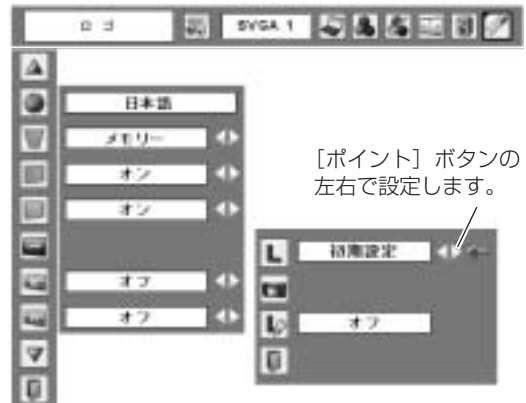 ロゴ
SVGA 1
日本語
メモリー
オン
オン
オフ
オフ
［ポイント］ボタンの
左右で設定します。
初期設定
オフ